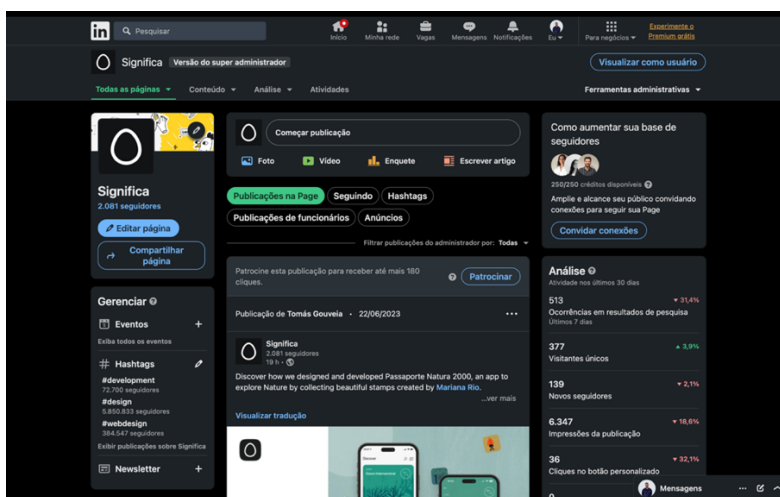 in
Pesquisar
Início
Minha rede
Vagas
Mensagens
Notificações
Eu
Para negócios
Experimente o
Premium grátis
Significa
Versão do super administrador
Visualizar como usuário
Todas as páginas
Conteúdo
Análise
Atividades
Ferramentas administrativas
Significa
2.081 seguidores
Editar página
Compartilhar
página
Gerenciar
Eventos
Exiba todos os eventos
Hashtags
#development
72.700 seguidores
#design
5.850.833 seguidores
#webdesign
384.547 seguidores
Exibir publicações sobre Significa
Newsletter
Começar publicação
Foto
Vídeo
Enquete
Escrever artigo
Publicações na Page
Seguindo
Hashtags
Publicações de funcionários
Anúncios
Filtrar publicações do administrador por: Todas
Patrocine esta publicação para receber até mais 180
cliques.
Patrocinar
Publicação de Tomás Gouveia • 22/06/2023
Significa
2.081 seguidores
19 h •
Discover how we designed and developed Passaporte Natura 2000, an app to
explore Nature by collecting beautiful stamps created by Mariana Rio.
...ver mais
Visualizar tradução
Como aumentar sua base de
seguidores
250/250 créditos disponíveis
Amplie e alcance seu público convidando
conexões para seguir sua Page
Convidar conexões
Análise
Atividade nos últimos 30 dias
513
31,4%
Ocorrências em resultados de pesquisa
Últimos 7 dias
377
3,9%
Visitantes únicos
139
2,1%
Novos seguidores
6.347
18,6%
Impressões da publicação
36
32,1%
Cliques no botão personalizado
Mensagens